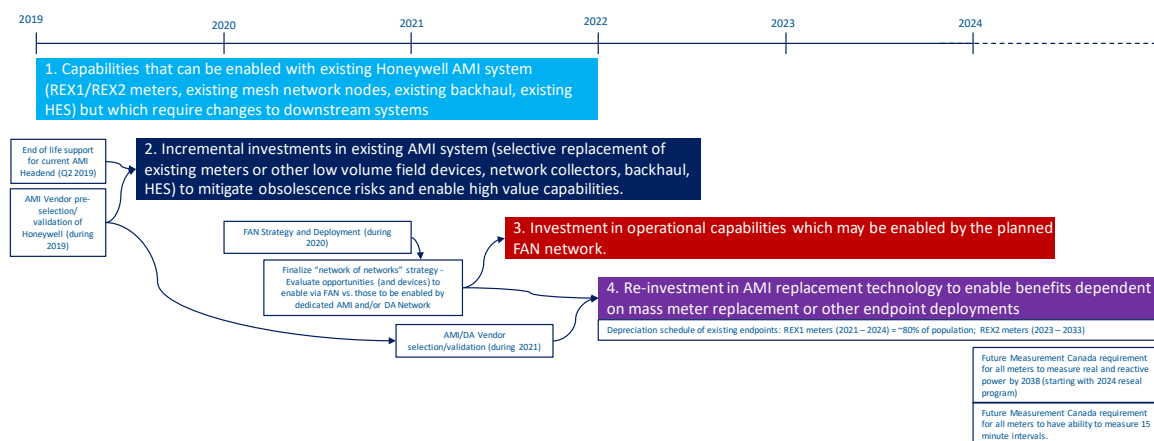 2019
2020
2021
2022
2023
2024
1. Capabilities that can be enabled with existing Honeywell AMI system
(REX1/REX2 meters, existing mesh network nodes, existing backhaul, existing
HES) but which require changes to downstream systems
End of life support
for current AMI
Headend (Q2 2019)
2. Incremental investments in existing AMI system (selective replacement of
existing meters or other low volume field devices, network collectors, backhaul,
HES) to mitigate obsolescence risks and enable high value capabilities.
AMI Vendor pre-
selection/
validation of
Honeywell (during
2019)
FAN Strategy and Deployment (during
2020)
3. Investment in operational capabilities which may be enabled by the planned
FAN network.
Finalize "network of networks" strategy -
Evaluate opportunities (and devices) to
enable via FAN vs. those to be enabled by
dedicated AMI and/or DA Network
4. Re-investment in AMI replacement technology to enable benefits dependent
on mass meter replacement or other endpoint deployments
Depreciation schedule of existing endpoints: REX1 meters (2021 – 2024) = ~80% of population; REX2 meters (2023 – 2033)
AMI/DA Vendor
selection/validation (during 2021)
Future Measurement Canada requirement
for all meters to measure real and reactive
power by 2038 (starting with 2024 reseal
program)
Future Measurement Canada requirement
for all meters to have ability to measure 15
minute intervals.